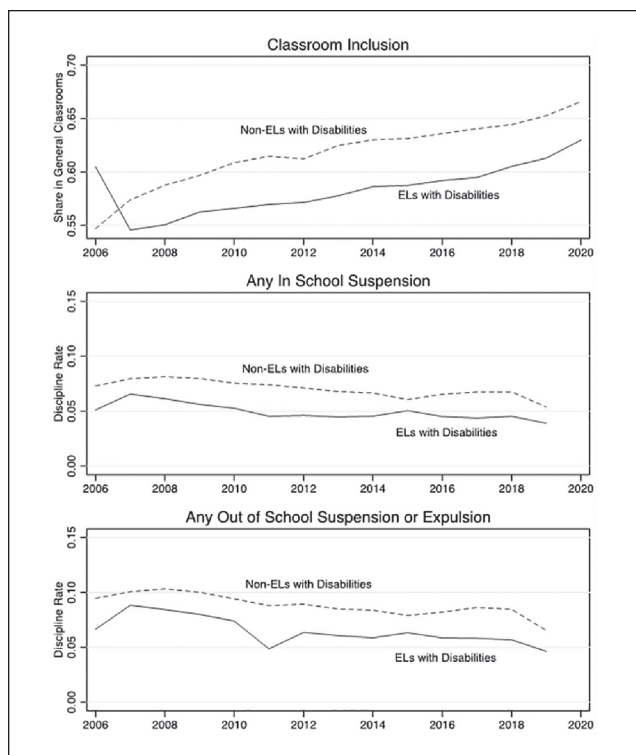 Classroom Inclusion
Share in General Classrooms
0.70
0.65
0.60
0.55
Non-ELs with Disabilities
ELs with Disabilities
2006 2008 2010 2012 2014 2016 2018 2020
Any In School Suspension
Discipline Rate
0.15
0.10
0.05
0.00
Non-ELs with Disabilities
ELs with Disabilities
2006 2008 2010 2012 2014 2016 2018 2020
Any Out of School Suspension or Expulsion
Discipline Rate
0.15
0.10
0.05
0.00
Non-ELs with Disabilities
ELs with Disabilities
2006 2008 2010 2012 2014 2016 2018 2020